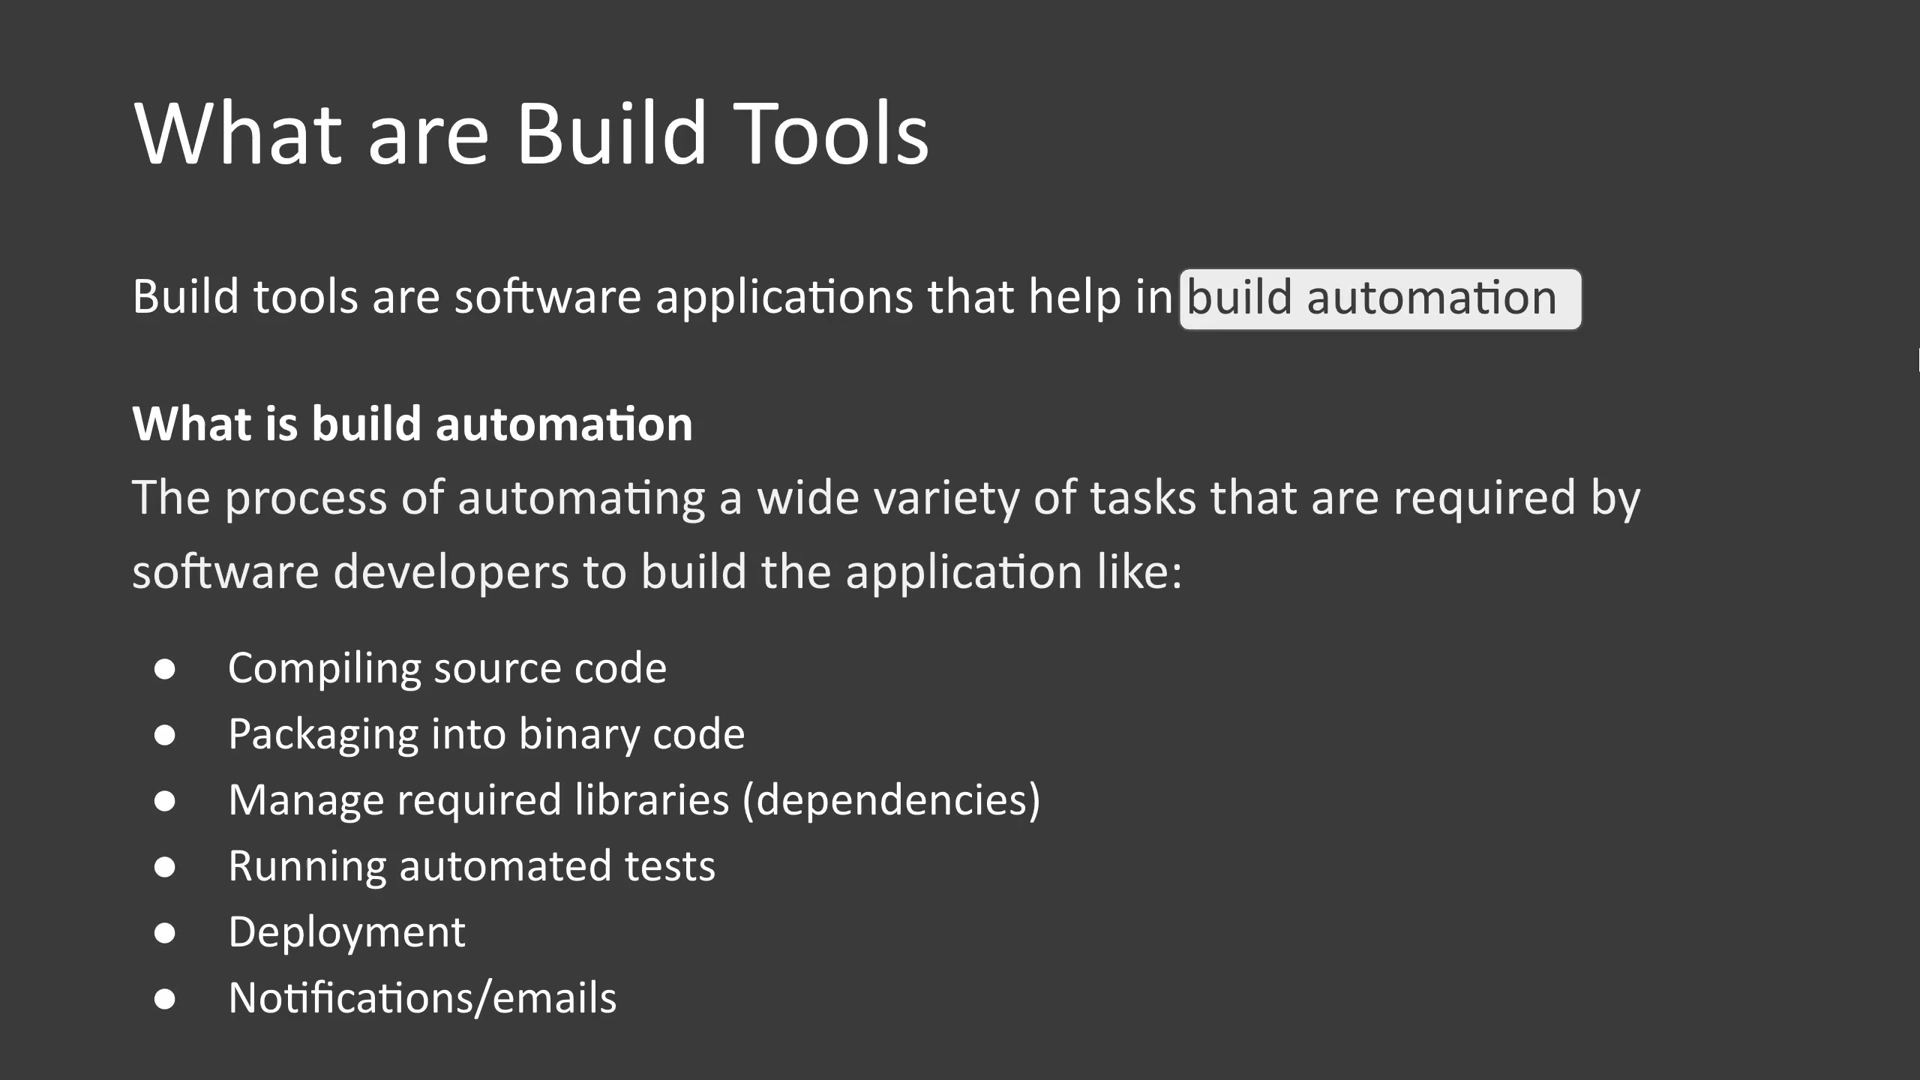 What are Build Tools
Build tools are software applications that help in build automation
What is build automation
The process of automating a wide variety of tasks that are required by
software developers to build the application like:
● Compiling source code
● Packaging into binary code
● Manage required libraries (dependencies)
● Running automated tests
● Deployment
● Notifications/emails